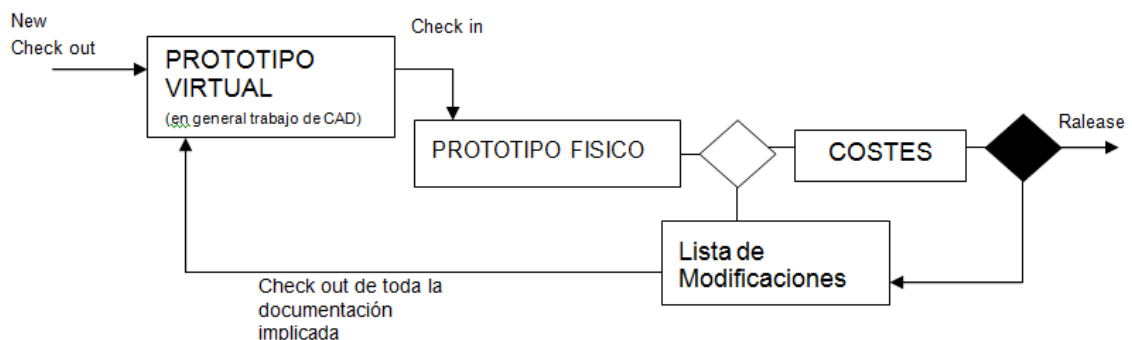 New
Check out
PROTOTIPO
VIRTUAL
(en general trabajo de CAD)
Check in
PROTOTIPO FISICO
COSTES
Ralease
Lista de
Modificaciones
Check out de toda la
documentación
implicada